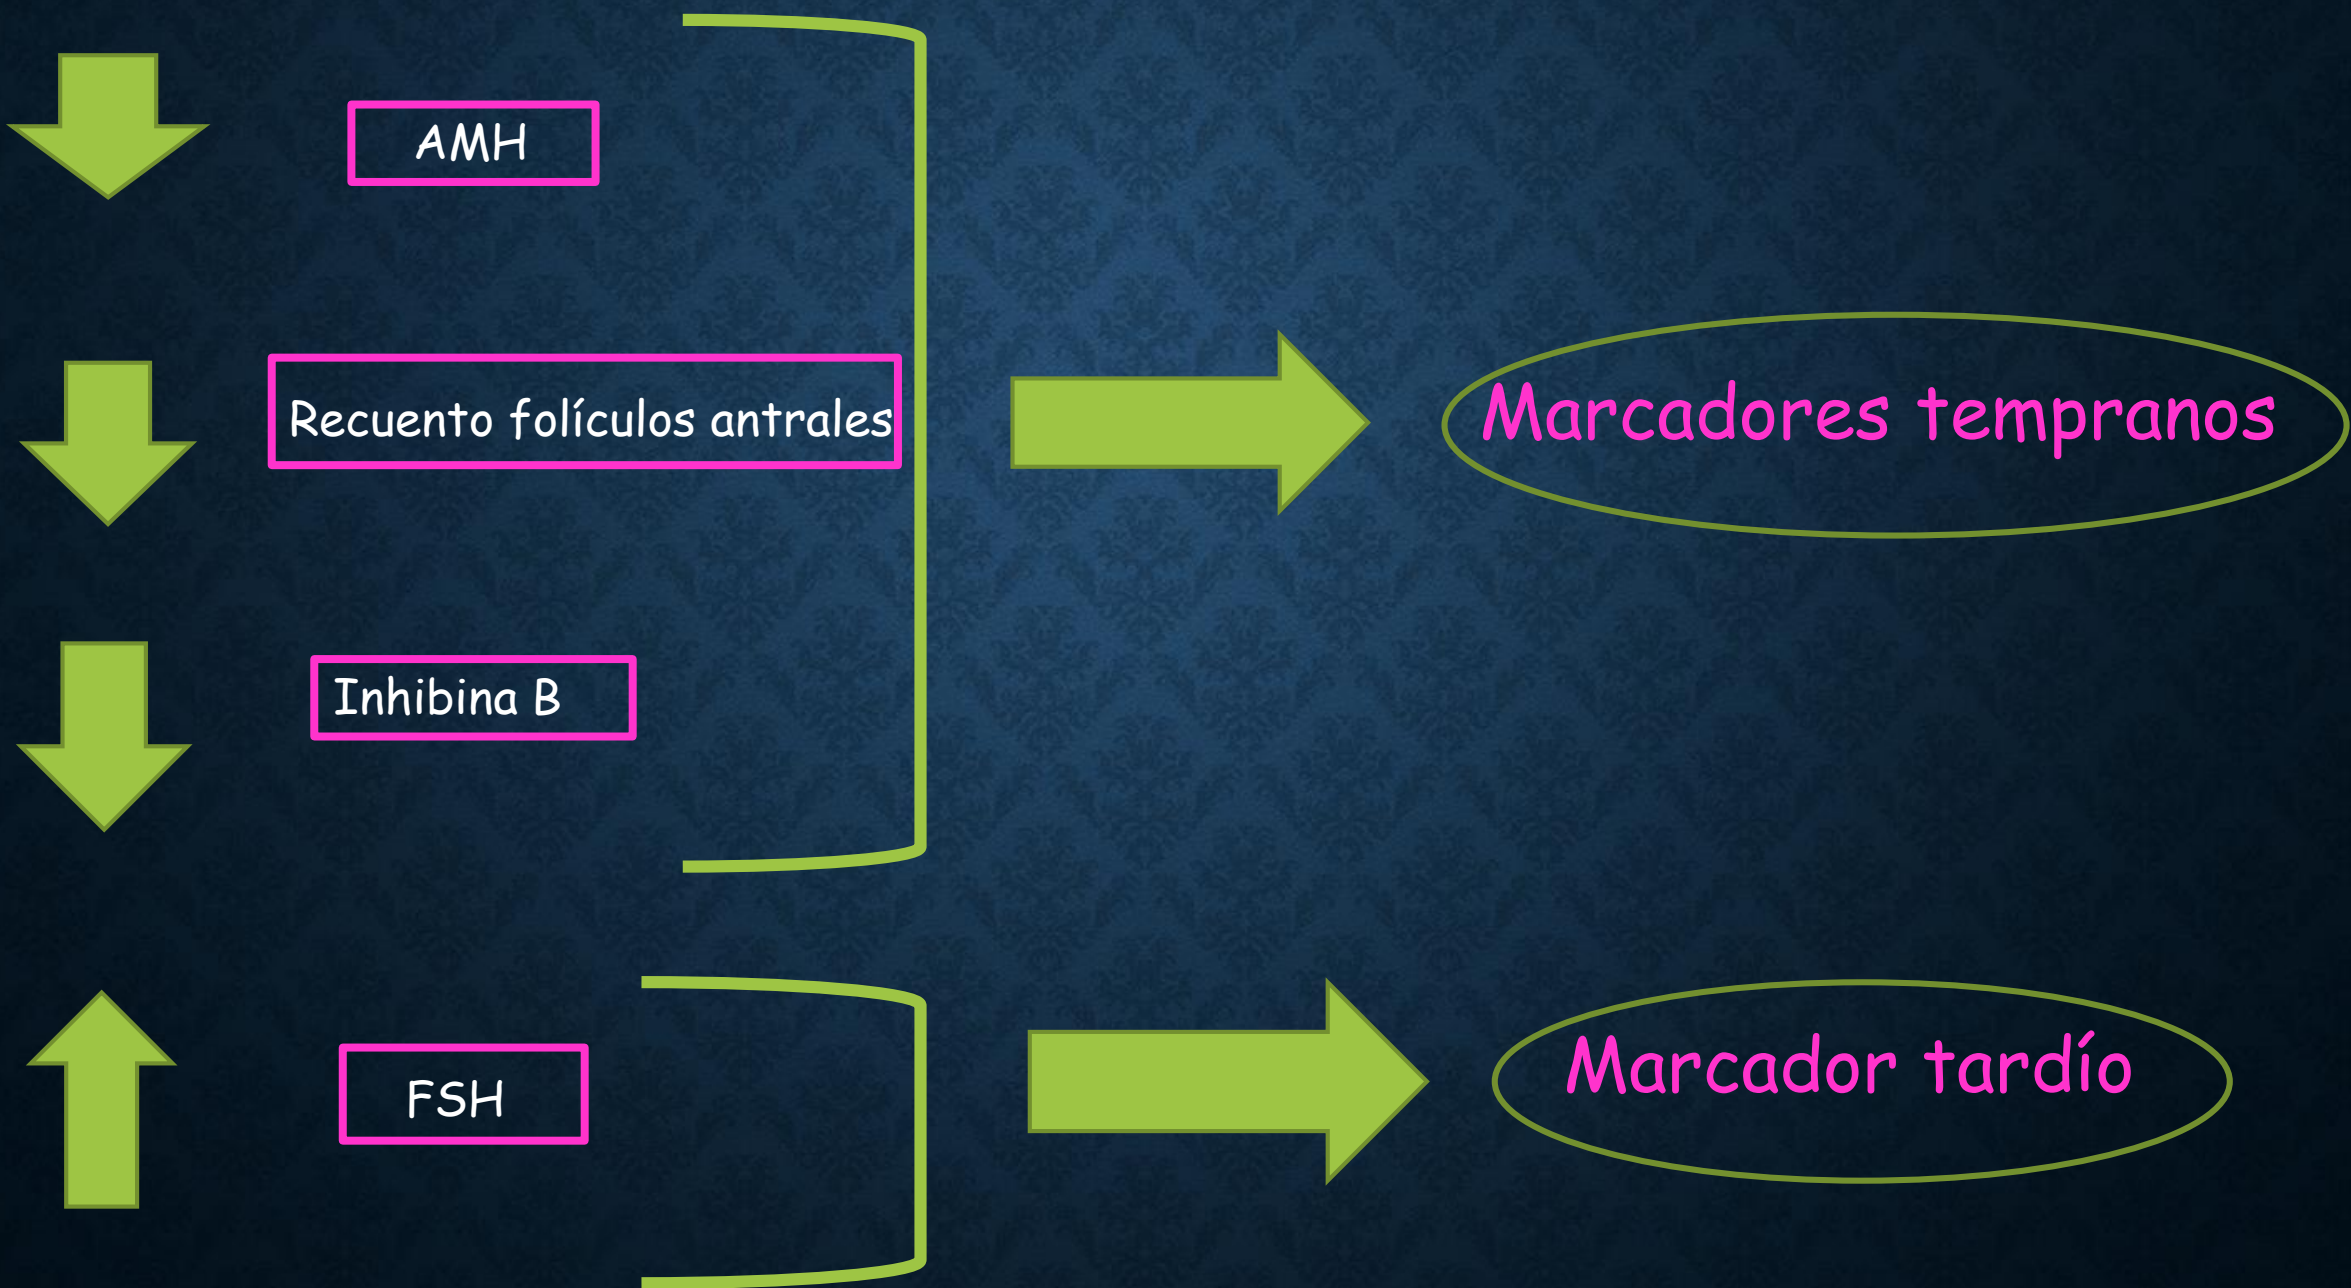 AMH
Recuento folículos antrales
Marcadores tempranos
Inhibina B
FSH
Marcador tardío